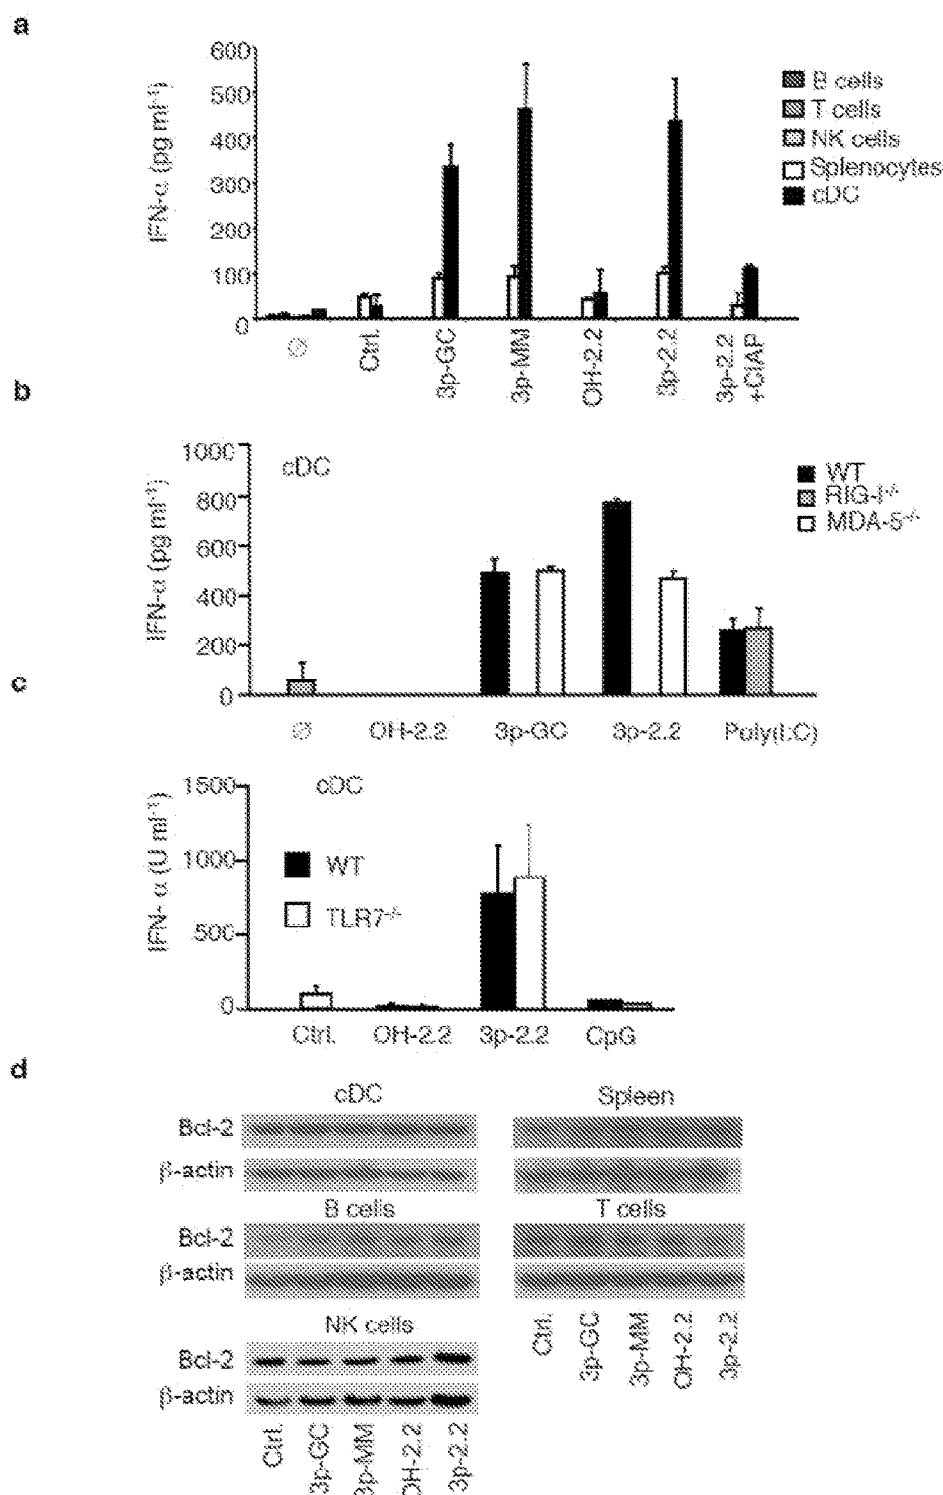 a
600
500
400
300
200
100
0
IFN-α (pg ml⁻¹)
B cells
T cells
NK cells
Splenocytes
cDC
∅
Ctrl.
3p-GC
3p-MM
OH-2.2
3p-2.2
3p-2.2
+CIAP
b
1000
800
600
400
200
0
IFN-α (pg ml⁻¹)
cDC
WT
RIG-I⁻/⁻
MDA-5⁻/⁻
∅ OH-2.2 3p-GC 3p-2.2 Poly(I:C)
c
1500
1000
500
0
IFN- α (U ml⁻¹)
cDC
WT
TLR7⁻/⁻
Ctrl. OH-2.2 3p-2.2 CpG
d
cDC
Bcl-2
β-actin
Spleen
B cells
Bcl-2
β-actin
T cells
NK cells
Bcl-2
β-actin
Ctrl.
3p-GC
3p-MM
OH-2.2
3p-2.2
Ctrl.
3p-GC
3p-MM
OH-2.2
3p-2.2